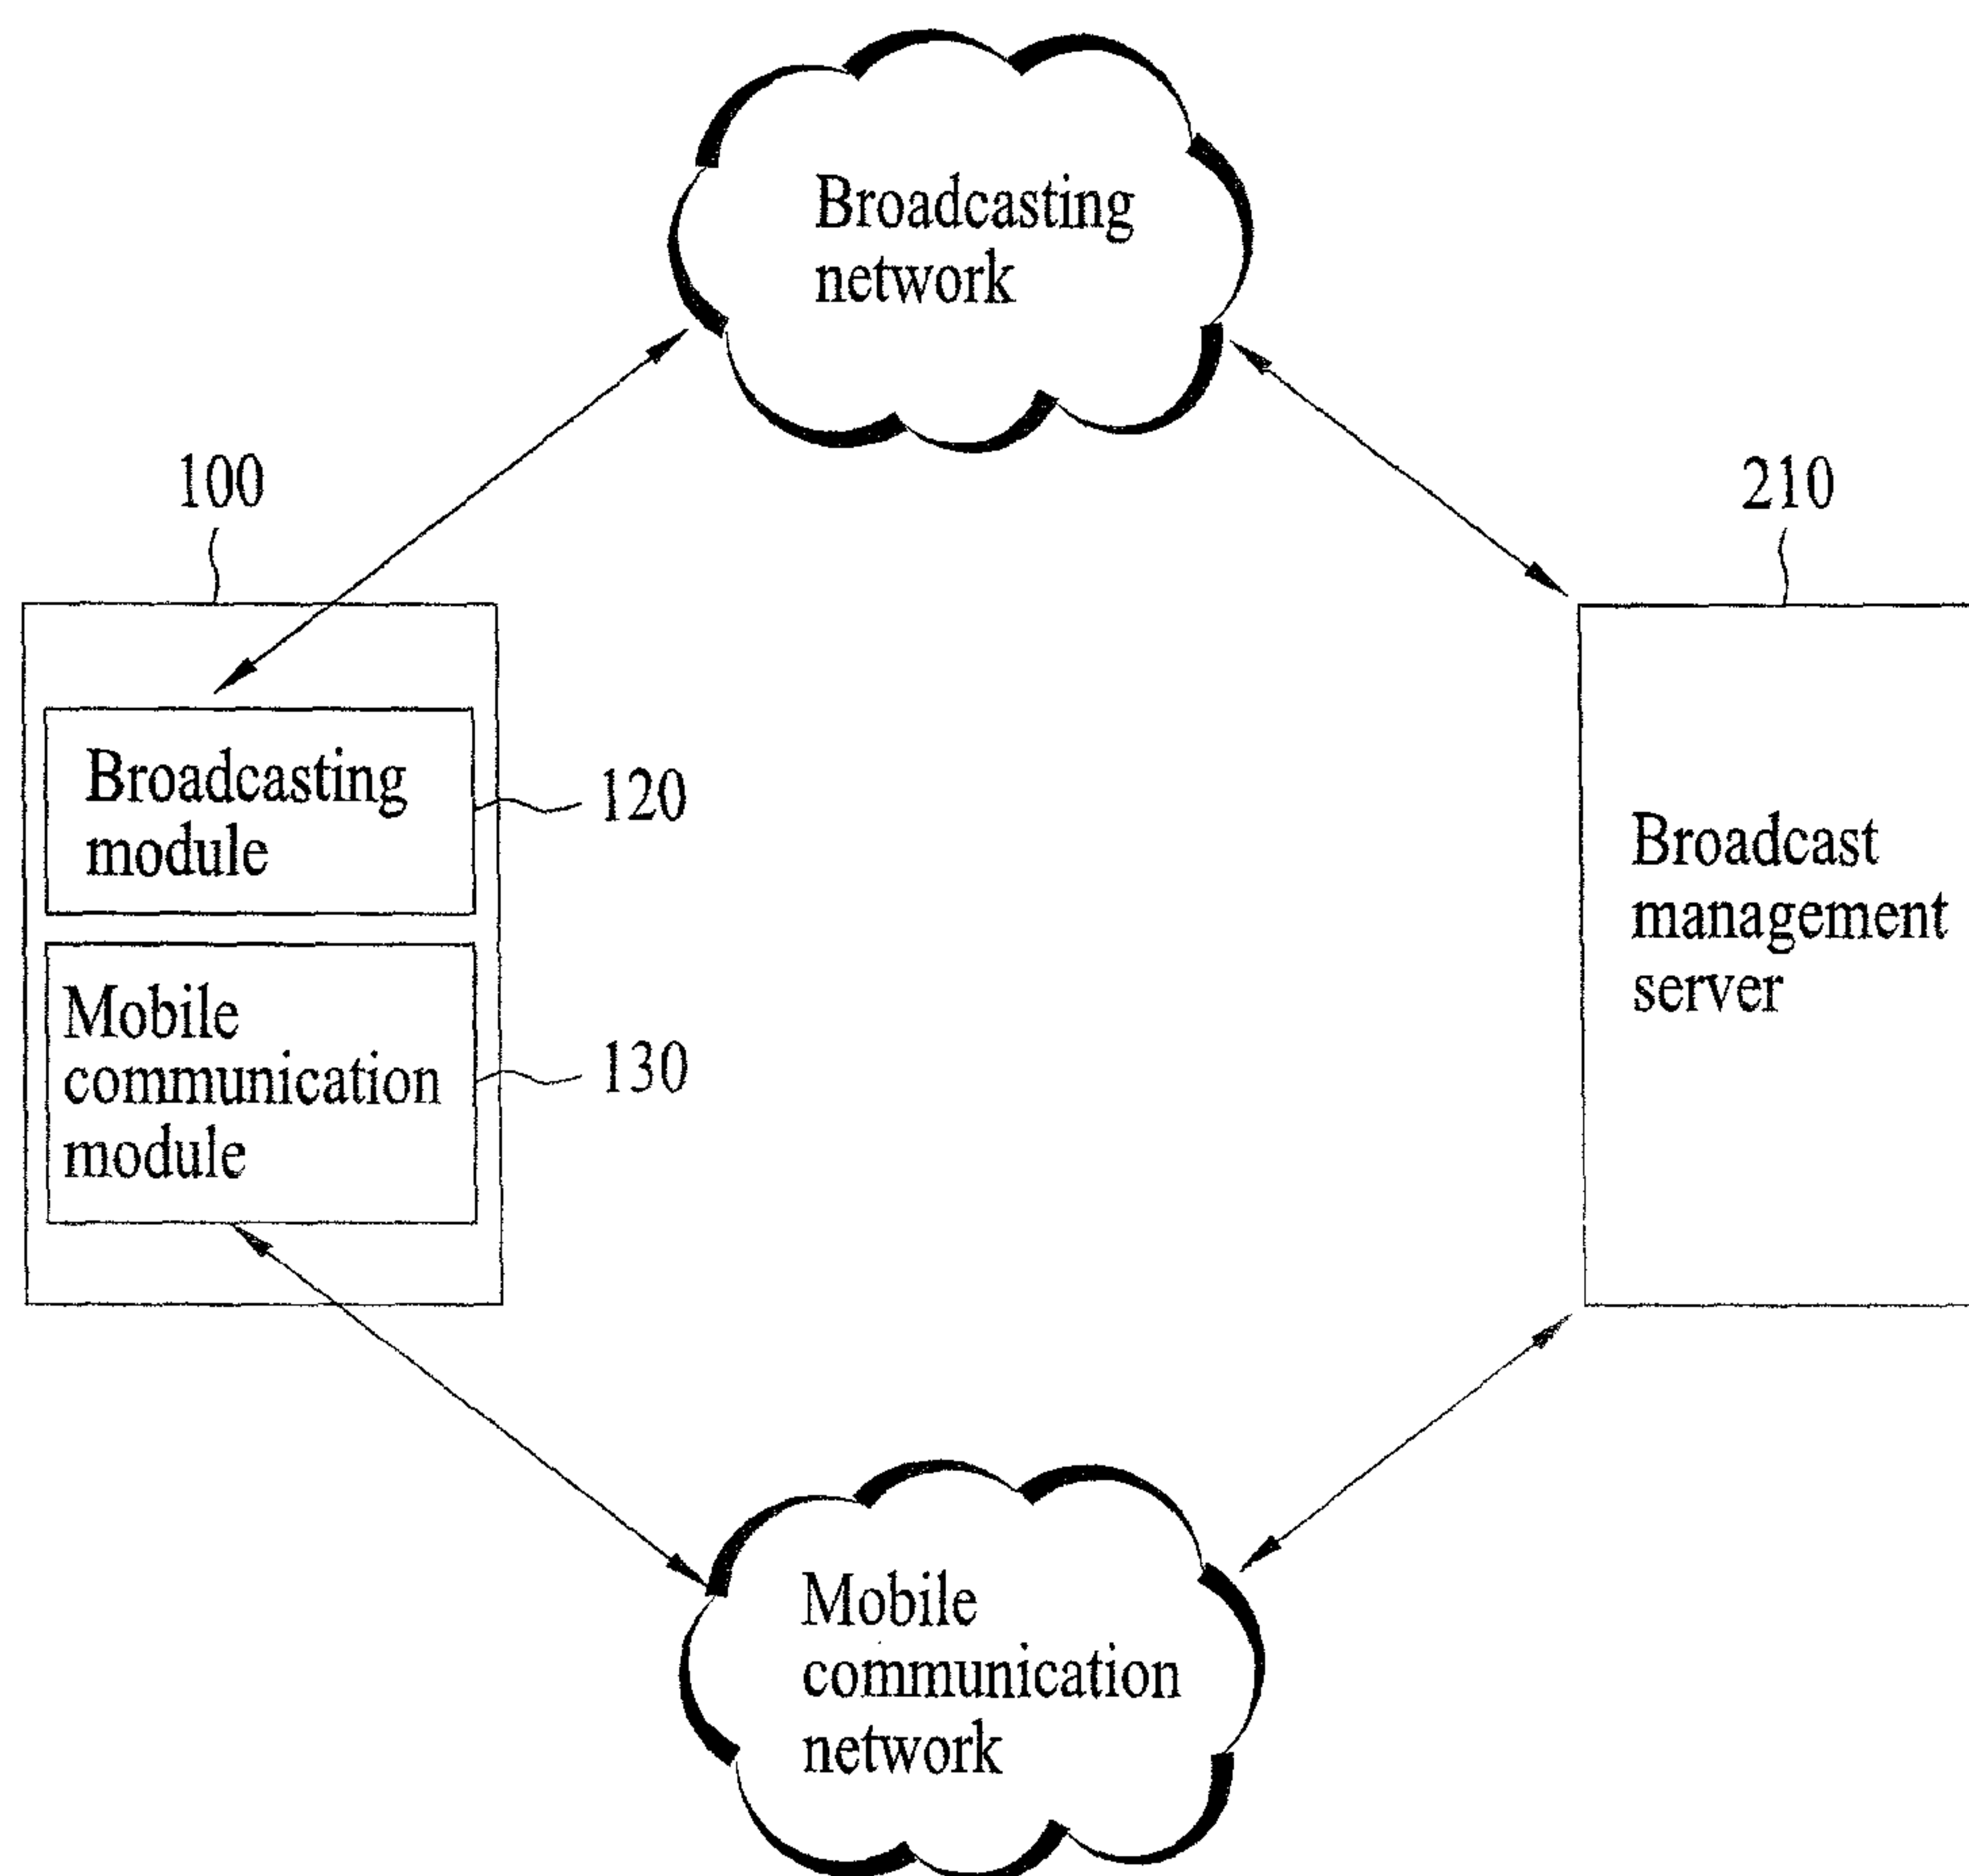 Broadcasting
network
100
210
Broadcasting
module
120
Mobile
communication
module
130
Broadcast
management
server
Mobile
communication
network